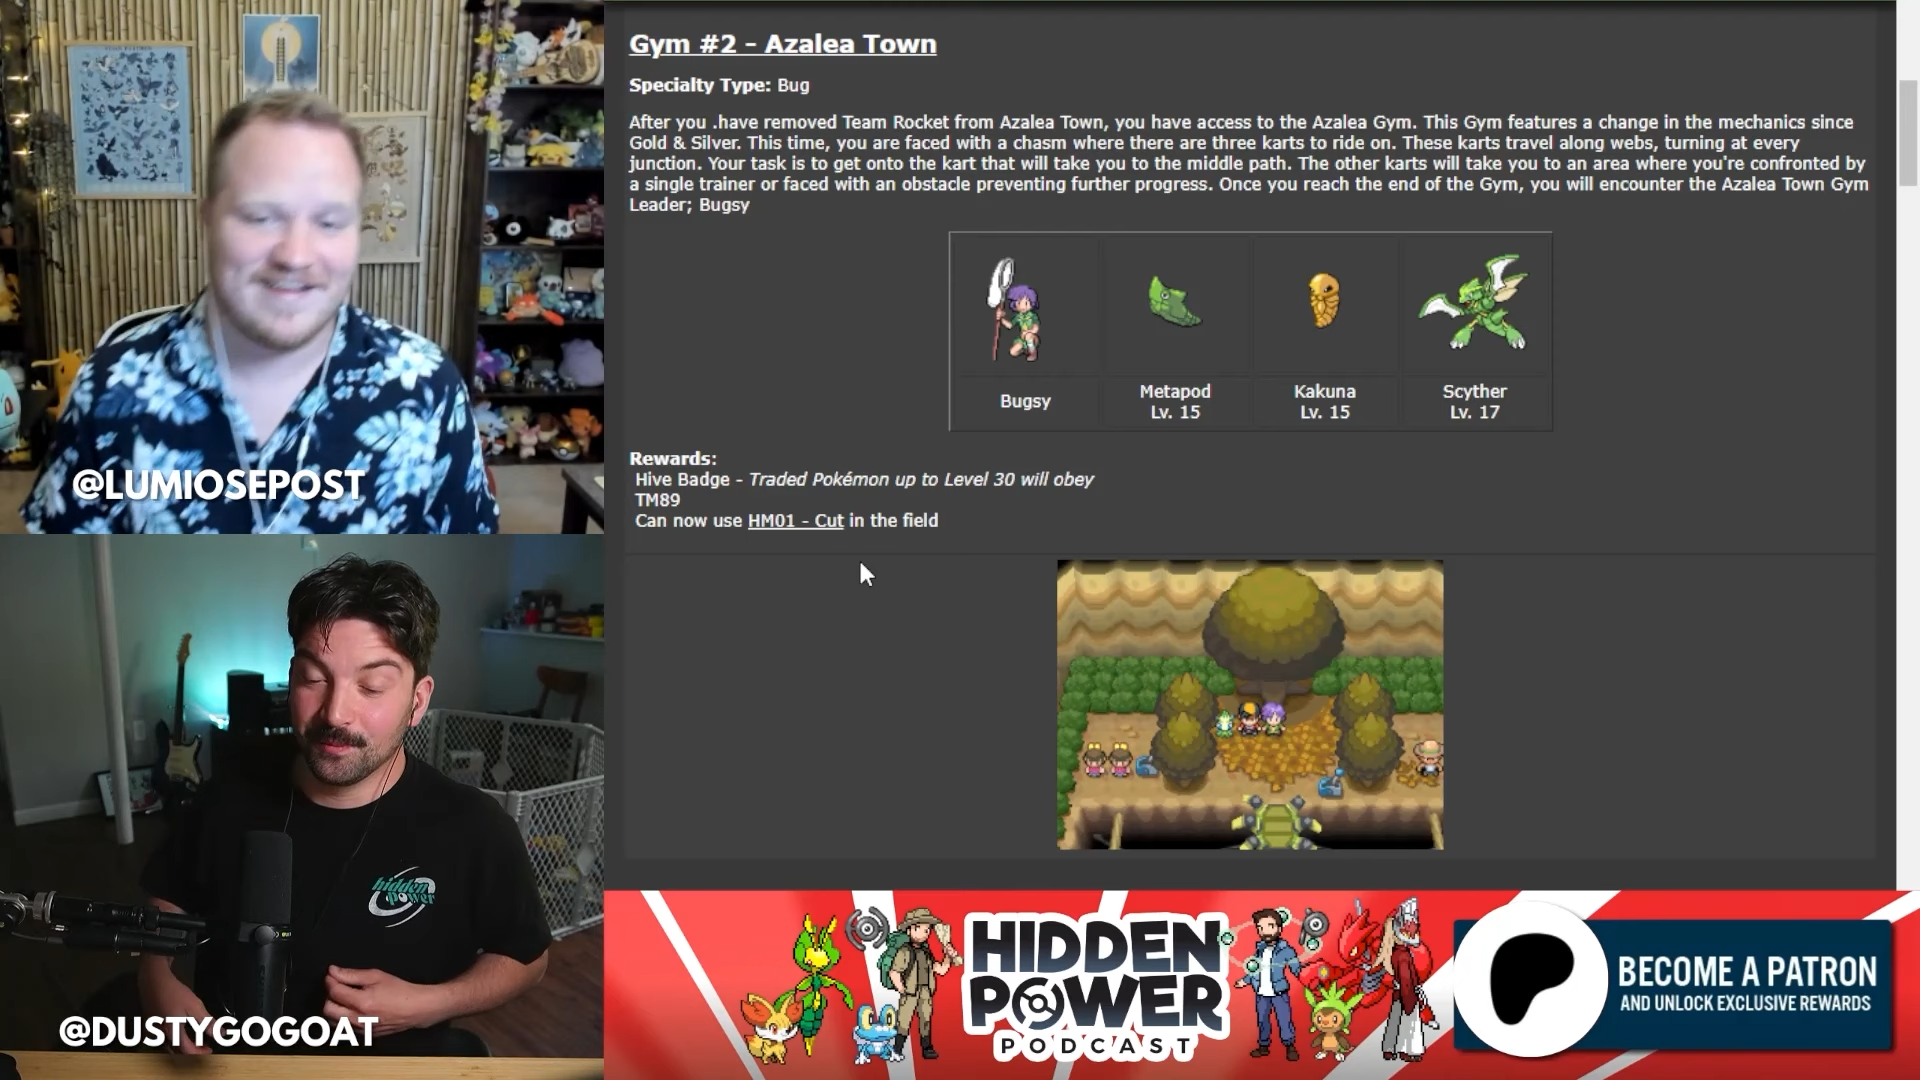 Gym #2 - Azalea Town
Specialty Type: Bug
After you .have removed Team Rocket from Azalea Town, you have access to the Azalea Gym. This Gym features a change in the mechanics since
Gold & Silver. This time, you are faced with a chasm where there are three karts to ride on. These karts travel along webs, turning at every
junction. Your task is to get onto the kart that will take you to the middle path. The other karts will take you to an area where you're confronted by
a single trainer or faced with an obstacle preventing further progress. Once you reach the end of the Gym, you will encounter the Azalea Town Gym
Leader; Bugsy
Bugsy
Metapod
Lv. 15
Kakuna
Lv. 15
Scyther
Lv. 17
Rewards:
Hive Badge - Traded Pokémon up to Level 30 will obey
TM89
Can now use HM01 - Cut in the field
@LUMIOSEPOST
hidden
power
@DUSTYGOGOAT
HIDDEN
POWER
PODCAST
BECOME A PATRON
AND UNLOCK EXCLUSIVE REWARDS